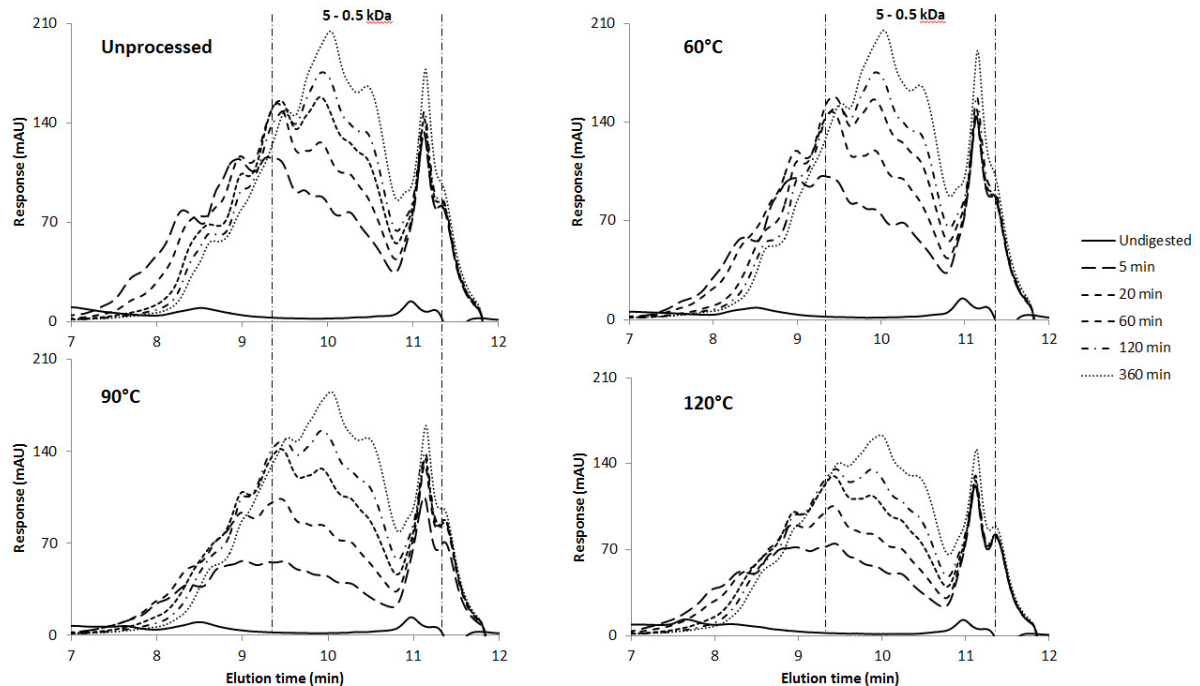 5 - 0.5 kDa
5 - 0.5 kDa
Unprocessed
60°C
Response (mAU)
210
140
70
0
7 8 9 10 11 12
Response (mAU)
210
140
70
0
7 8 9 10 11 12
Undigested
5 min
20 min
60 min
120 min
360 min
90°C
120°C
Response (mAU)
210
140
70
0
7 8 9 10 11 12
Elution time (min)
Response (mAU)
210
140
70
0
7 8 9 10 11 12
Elution time (min)